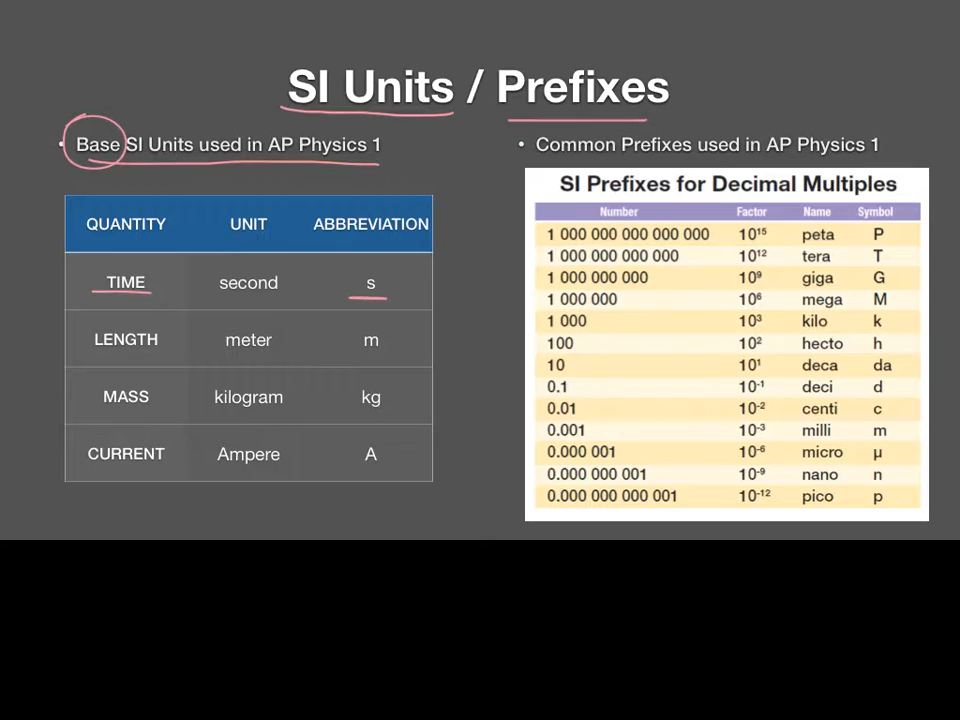 SI Units / Prefixes
• Base SI Units used in AP Physics 1
QUANTITY UNIT ABBREVIATION
TIME second s
LENGTH meter m
MASS kilogram kg
CURRENT Ampere A
• Common Prefixes used in AP Physics 1
SI Prefixes for Decimal Multiples
Number Factor Name Symbol
1 000 000 000 000 000 10¹⁵ peta P
1 000 000 000 000 10¹² tera T
1 000 000 000 10⁹ giga G
1 000 000 10⁶ mega M
1 000 10³ kilo k
100 10² hecto h
10 10¹ deca da
0.1 10⁻¹ deci d
0.01 10⁻² centi c
0.001 10⁻³ milli m
0.000 001 10⁻⁶ micro µ
0.000 000 001 10⁻⁹ nano n
0.000 000 000 001 10⁻¹² pico p